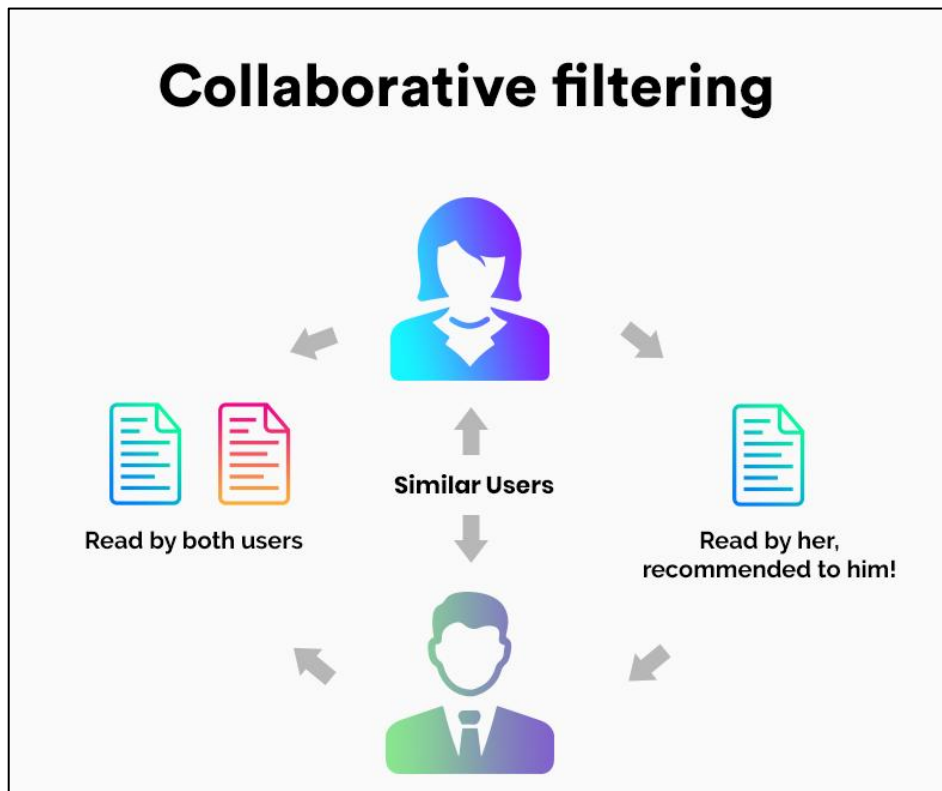 Collaborative filtering
Similar Users
Read by both users
Read by her,
recommended to him!